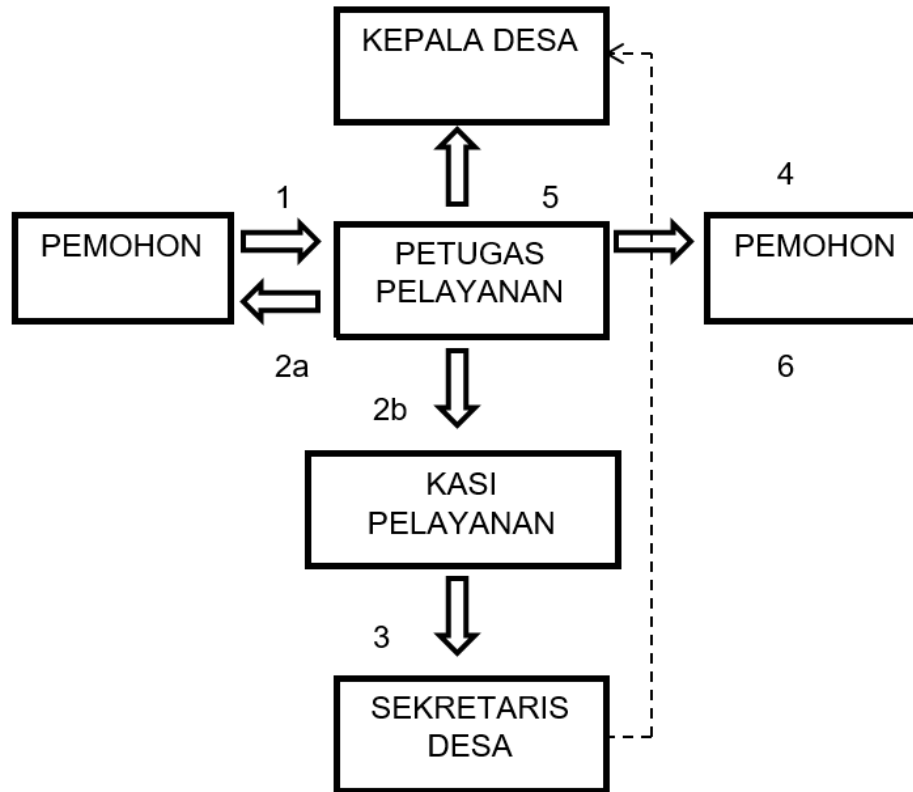 KEPALA DESA
1
5
4
PEMOHON
PETUGAS
PELAYANAN
PEMOHON
2a
6
2b
KASI
PELAYANAN
3
SEKRETARIS
DESA